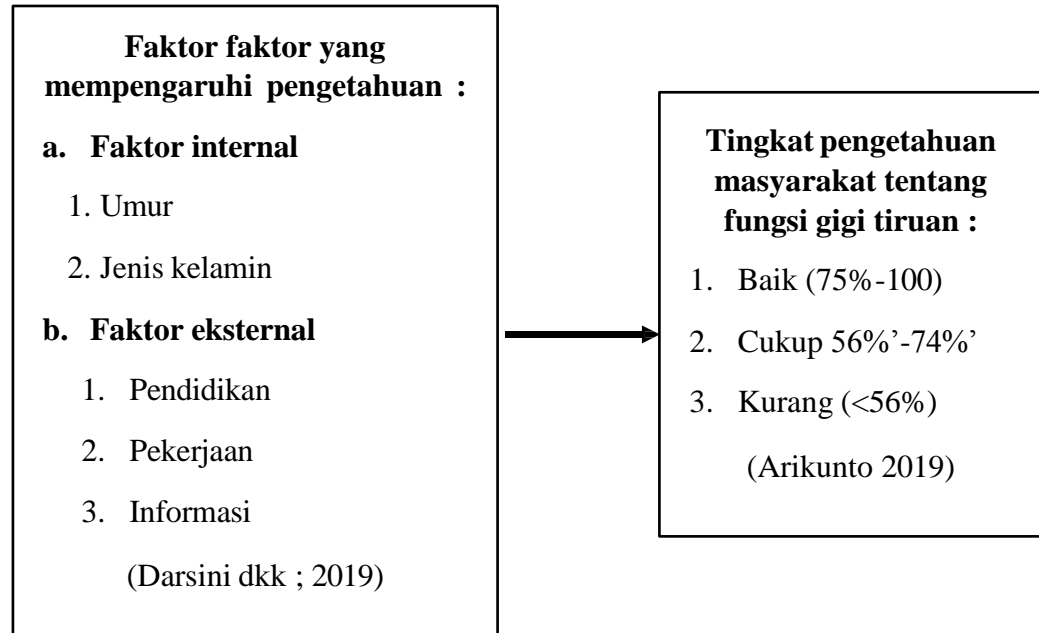 Faktor faktor yang
mempengaruhi pengetahuan :
a. Faktor internal
1. Umur
2. Jenis kelamin
b. Faktor eksternal
1. Pendidikan
2. Pekerjaan
3. Informasi
(Darsini dkk ; 2019)
Tingkat pengetahuan
masyarakat tentang
fungsi gigi tiruan :
1. Baik (75%-100)
2. Cukup 56%’-74%’
3. Kurang (<56%)
(Arikunto 2019)